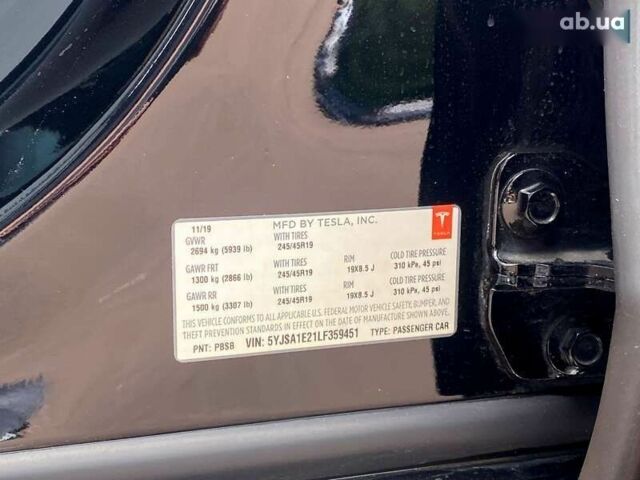 ab.ua
11/19 MFD BY TESLA, INC.
TESLA
GVWR WITH TIRES
2694 kg (5939 lb) 245/45R19
GAWR FRT WITH TIRES RIM COLD TIRE PRESSURE
1300 kg (2866 lb) 245/45R19 19X8.5 J 310 kPa, 45 psi
GAWR RR WITH TIRES RIM COLD TIRE PRESSURE
1500 kg (3307 lb) 245/45R19 19X8.5 J 310 kPa, 45 psi
THIS VEHICLE CONFORMS TO ALL APPLICABLE U.S. FEDERAL MOTOR VEHICLE SAFETY, BUMPER, AND
THEFT PREVENTION STANDARDS IN EFFECT ON THE DATE OF MANUFACTURE SHOWN ABOVE.
PNT: PBSB VIN: 5YJSA1E21LF359451 TYPE: PASSENGER CAR